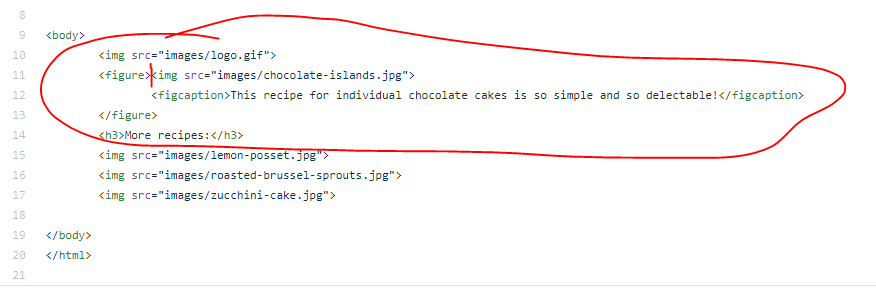 8
9 <body>
10 <img src="images/logo.gif">
11 <figure><img src="images/chocolate-islands.jpg">
12 <figcaption>This recipe for individual chocolate cakes is so simple and so delectable!</figcaption>
13 </figure>
14 <h3>More recipes:</h3>
15 <img src="images/lemon-posset.jpg">
16 <img src="images/roasted-brussel-sprouts.jpg">
17 <img src="images/zucchini-cake.jpg">
18
19 </body>
20 </html>
21